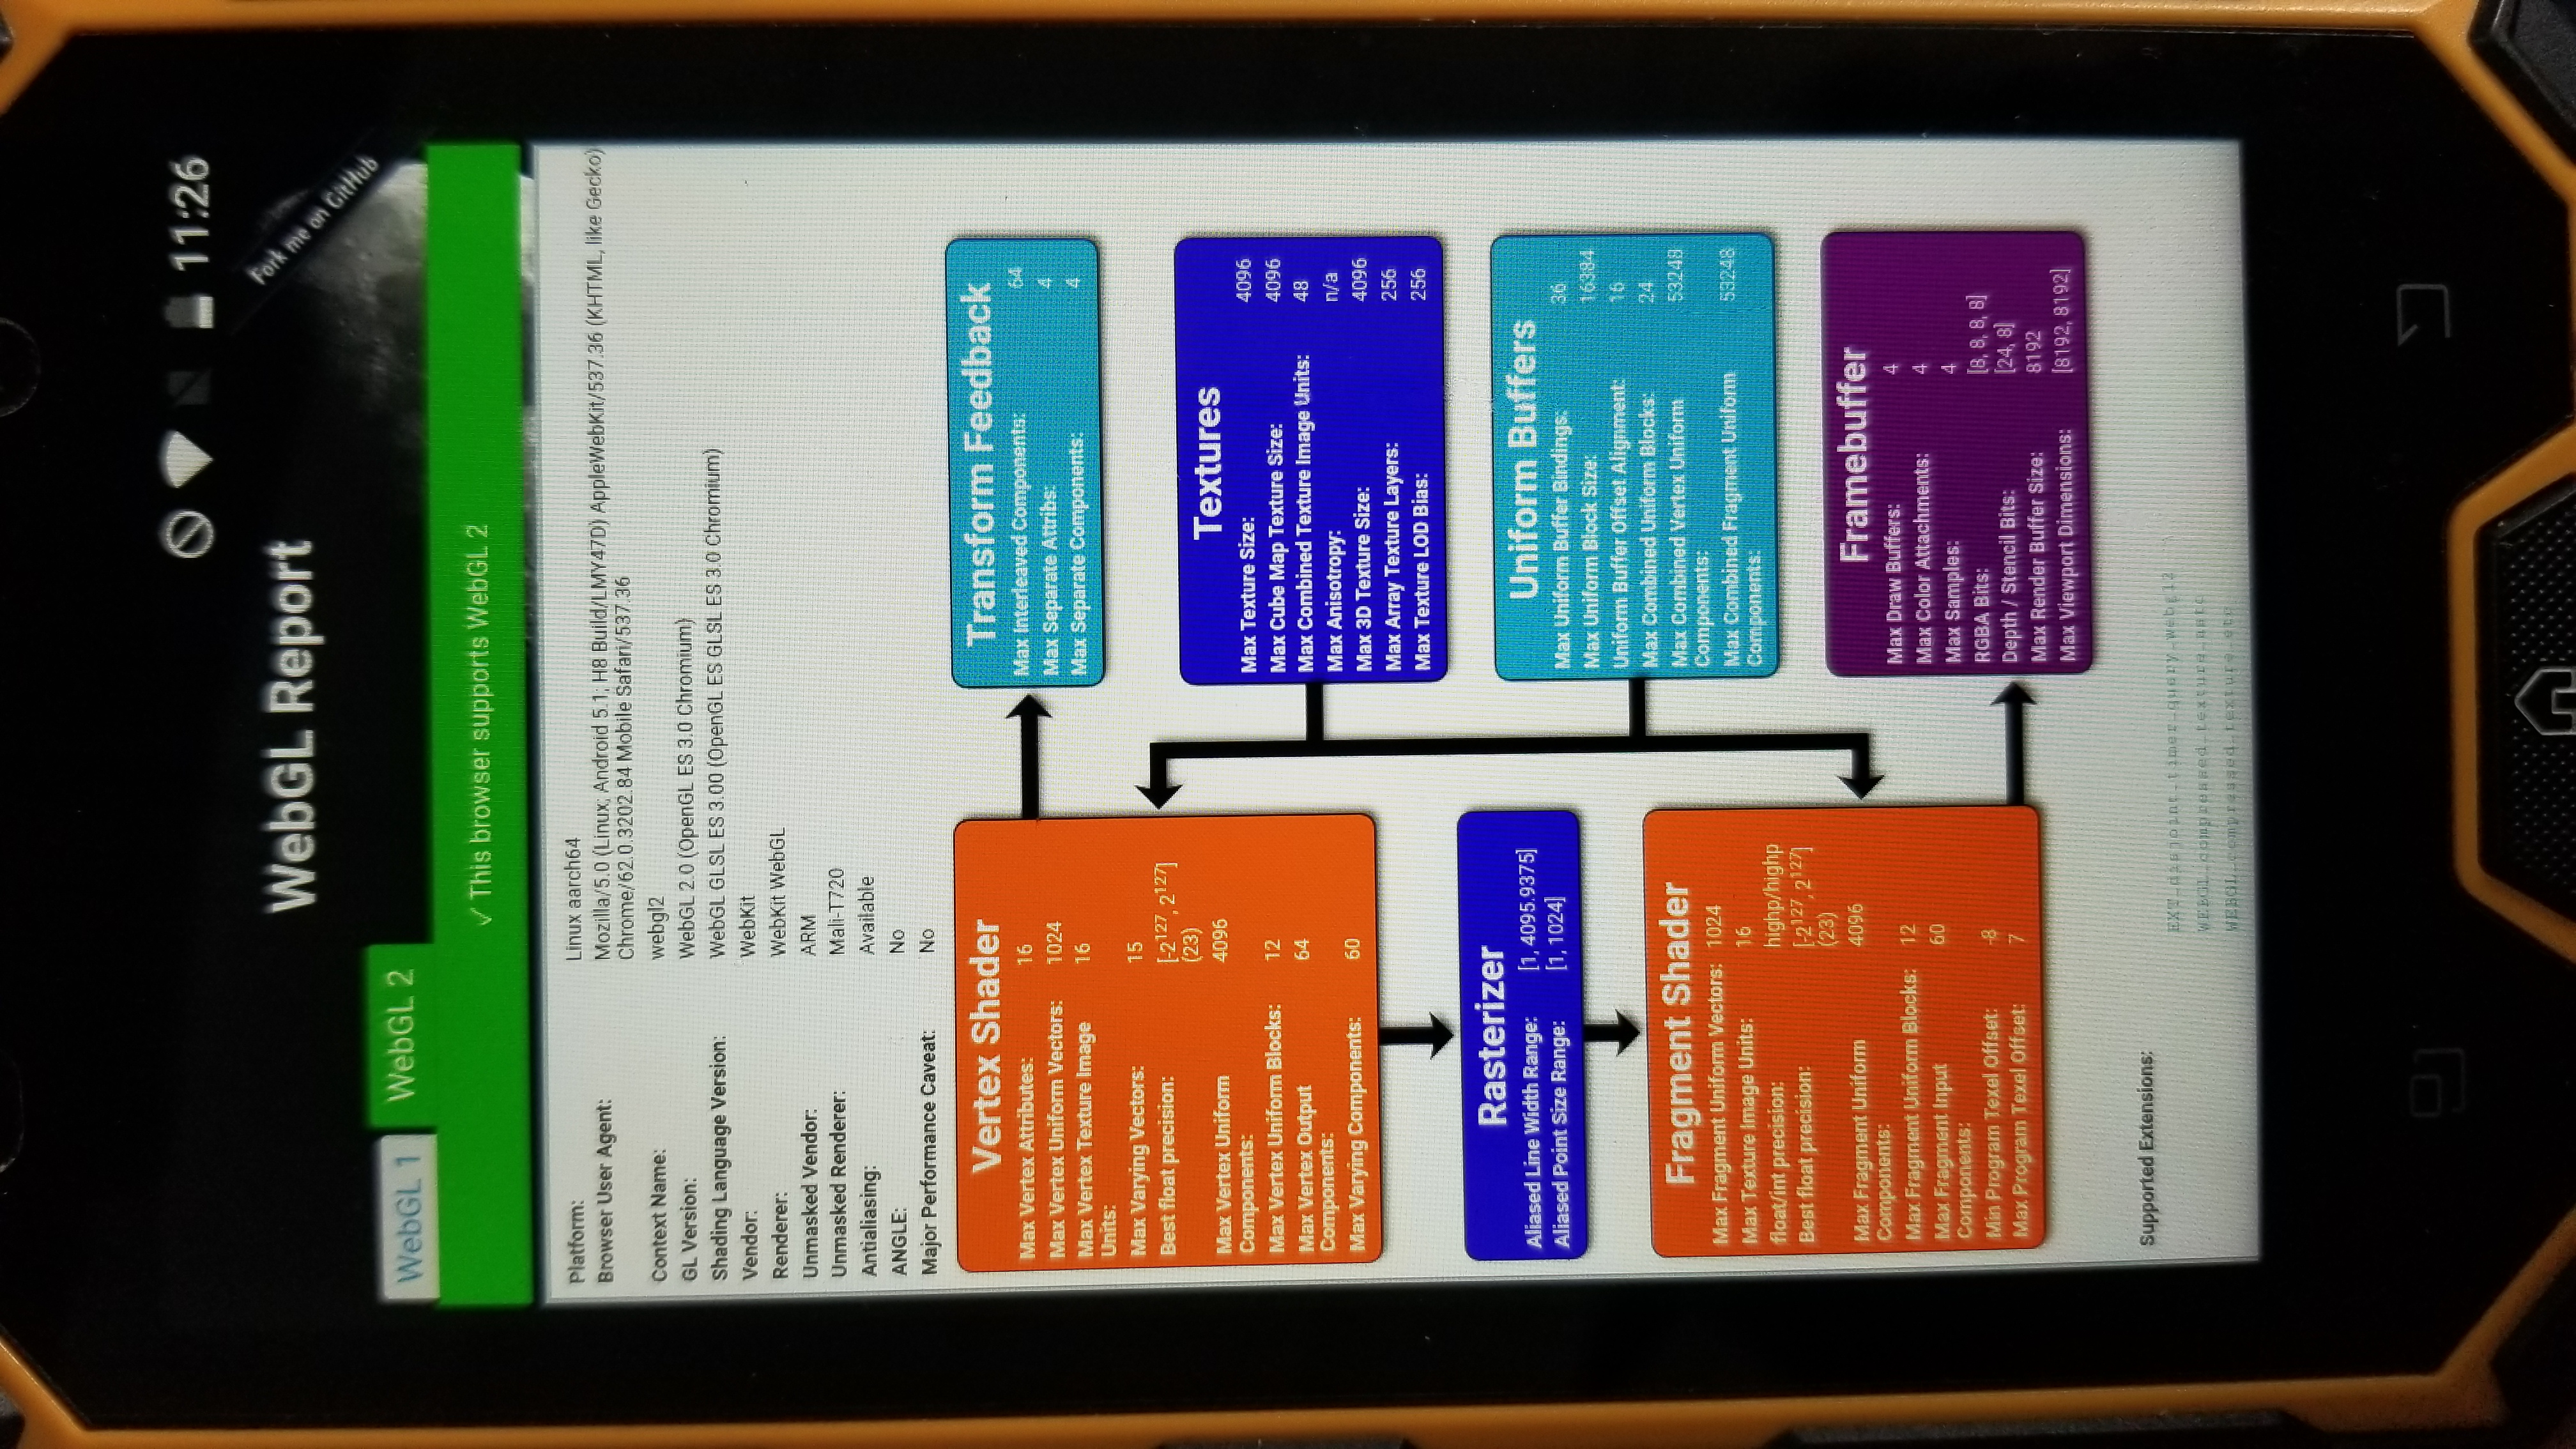 11:26
WebGL Report
Fork me on GitHub
WebGL 1
WebGL 2
✓ This browser supports WebGL 2
Platform: Linux aarch64
Browser User Agent: Mozilla/5.0 (Linux; Android 5.1; H8 Build/LMY47D) AppleWebKit/537.36 (KHTML, like Gecko)
Chrome/62.0.3202.84 Mobile Safari/537.36
Context Name: webgl2
GL Version: WebGL 2.0 (OpenGL ES 3.0 Chromium)
Shading Language Version: WebGL GLSL ES 3.00 (OpenGL ES GLSL ES 3.0 Chromium)
Vendor: WebKit
Renderer: WebKit WebGL
Unmasked Vendor: ARM
Unmasked Renderer: Mali-T720
Antialiasing: Available
ANGLE: No
Major Performance Caveat: No
Vertex Shader
Max Vertex Attributes: 16
Max Vertex Uniform Vectors: 1024
Max Vertex Texture Image 16
Units:
Max Varying Vectors: 15
Best float precision: [-2¹²⁷, 2¹²⁷]
(23)
Max Vertex Uniform 4096
Components:
Max Vertex Uniform Blocks: 12
Max Vertex Output 64
Components:
Max Varying Components: 60
Transform Feedback
Max Interleaved Components: 64
Max Separate Attribs: 4
Max Separate Components: 4
Textures
Max Texture Size: 4096
Max Cube Map Texture Size: 4096
Max Combined Texture Image Units: 48
Max Anisotropy: n/a
Max 3D Texture Size: 4096
Max Array Texture Layers: 256
Max Texture LOD Bias: 256
Rasterizer
Aliased Line Width Range: [1, 4095.9375]
Aliased Point Size Range: [1, 1024]
Uniform Buffers
Max Uniform Buffer Bindings: 36
Max Uniform Block Size: 16384
Uniform Buffer Offset Alignment: 16
Max Combined Uniform Blocks: 24
Max Combined Vertex Uniform 53248
Components:
Max Combined Fragment Uniform 53248
Components:
Fragment Shader
Max Fragment Uniform Vectors: 1024
Max Texture Image Units: 16
float/int precision: highp/highp
Best float precision: [-2¹²⁷, 2¹²⁷]
(23)
Max Fragment Uniform 4096
Components:
Max Fragment Uniform Blocks: 12
Max Fragment Input 60
Components:
Min Program Texel Offset: -8
Max Program Texel Offset: 7
Framebuffer
Max Draw Buffers: 4
Max Color Attachments: 4
Max Samples: 4
RGBA Bits: [8, 8, 8, 8]
Depth / Stencil Bits: [24, 8]
Max Render Buffer Size: 8192
Max Viewport Dimensions: [8192, 8192]
Supported Extensions:
EXT_disjoint_timer_query_webgl2
WEBGL_compressed_texture_astc
WEBGL_compressed_texture_etc